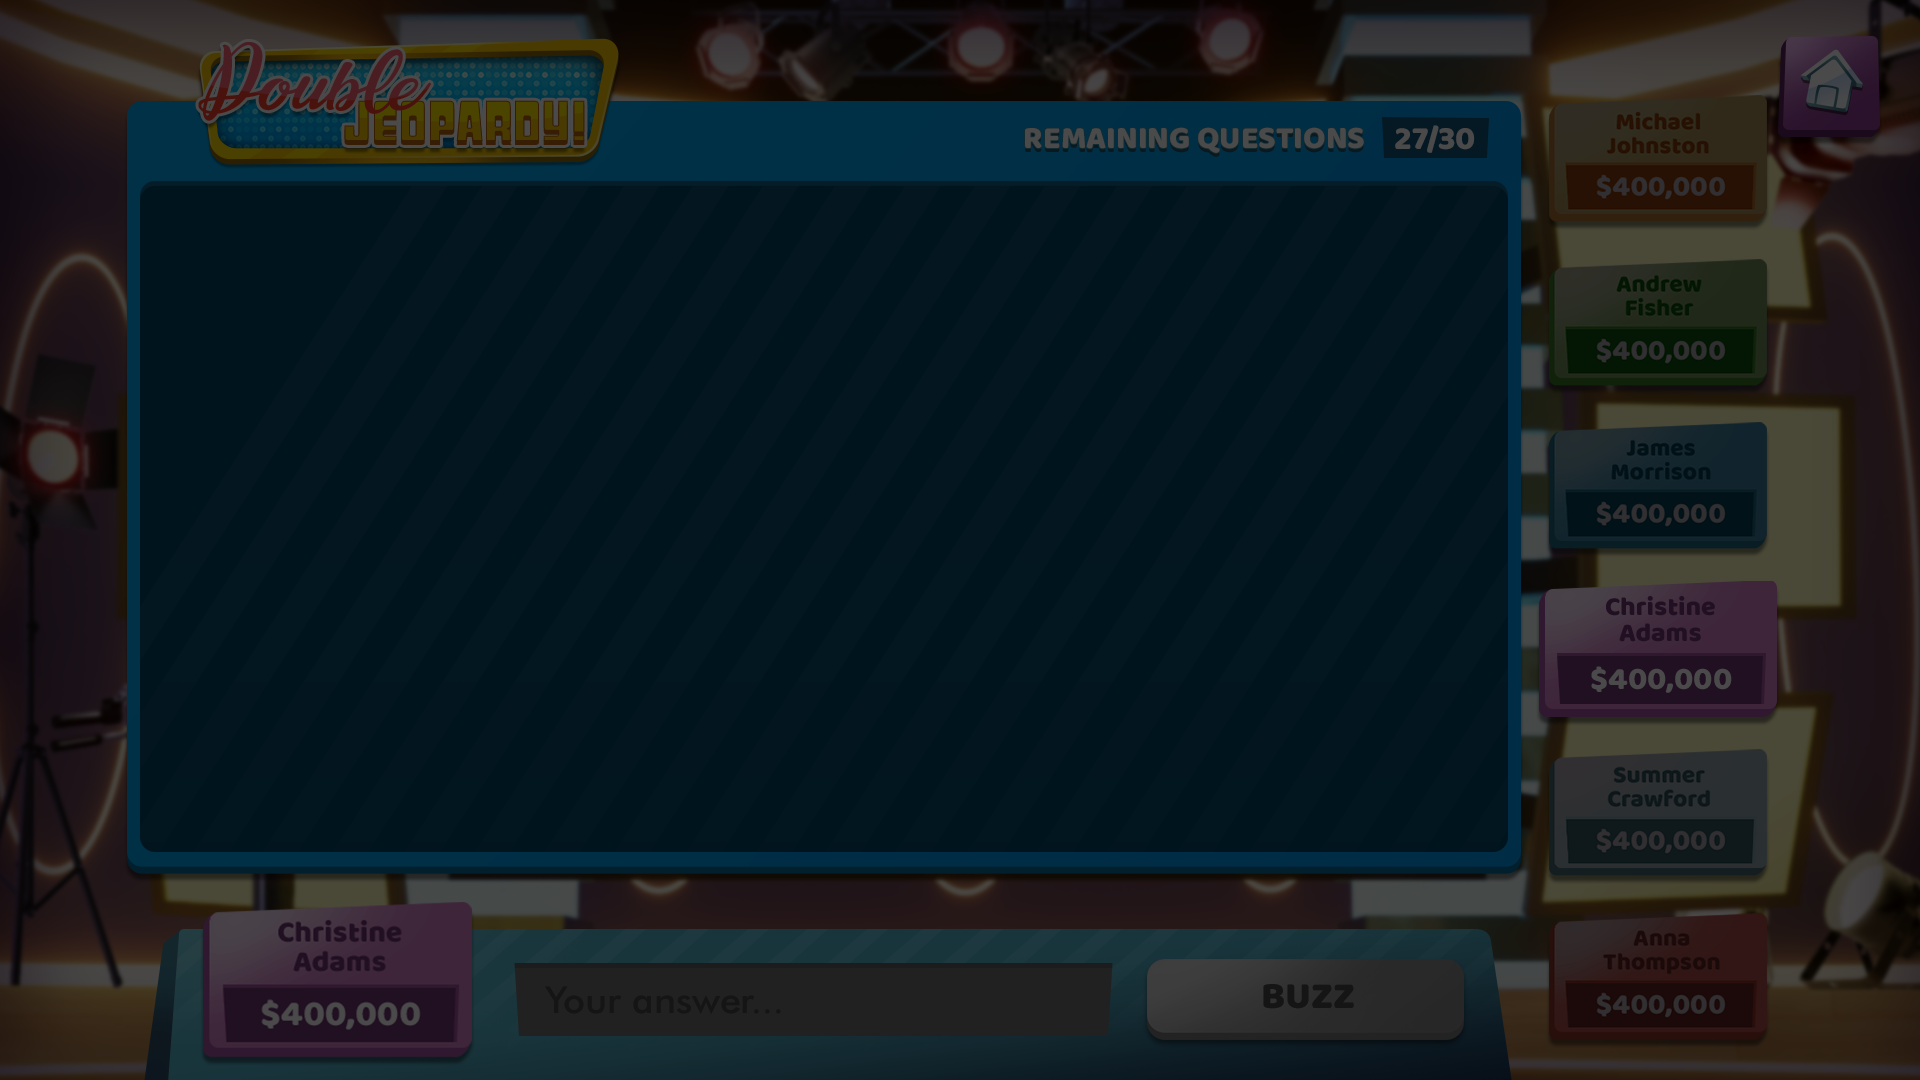 Double
JEOPARDY!
REMAINING QUESTIONS 27/30
Michael
Johnston
$400,000
Andrew
Fisher
$400,000
James
Morrison
$400,000
Christine
Adams
$400,000
Summer
Crawford
$400,000
Anna
Thompson
$400,000
Christine
Adams
$400,000
Your answer...
BUZZ